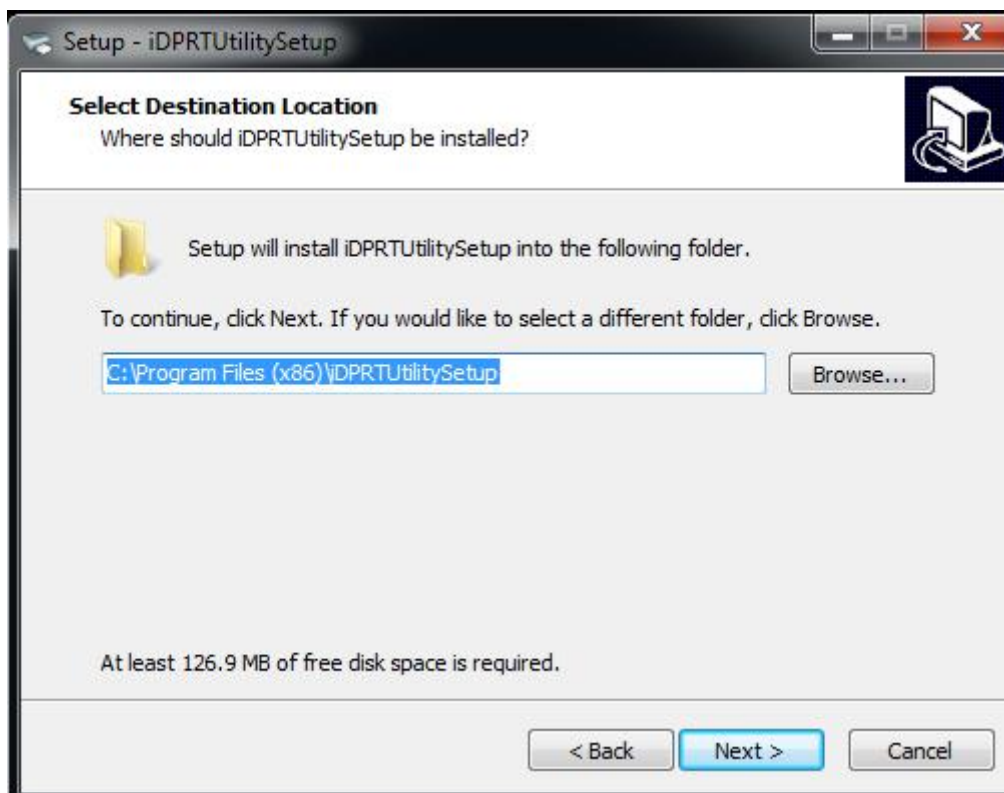 Setup - iDPRTUtilitySetup
Select Destination Location
Where should iDPRTUtilitySetup be installed?
Setup will install iDPRTUtilitySetup into the following folder.
To continue, click Next. If you would like to select a different folder, click Browse.
C:\Program Files (x86)\iDPRTUtilitySetup
Browse...
At least 126.9 MB of free disk space is required.
< Back
Next >
Cancel